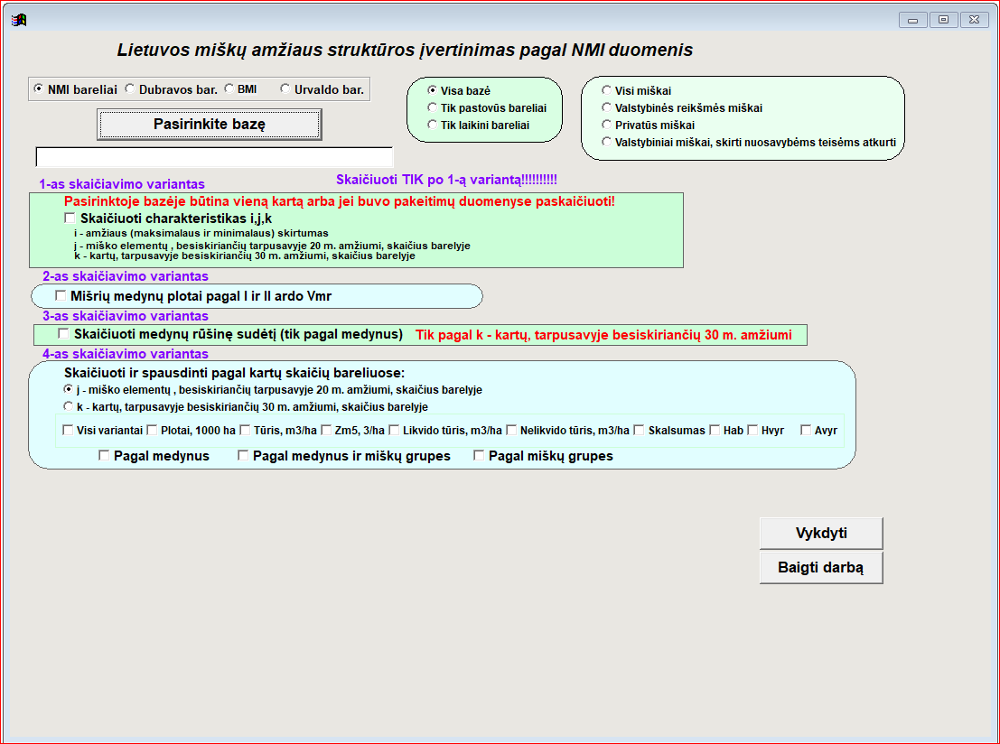 Lietuvos miškų amžiaus struktūros įvertinimas pagal NMI duomenis
NMI bareliai Dubravos bar. BMI Urvaldo bar.
Pasirinkite bazę
Visa bazė
Tik pastovūs bareliai
Tik laikini bareliai
Visi miškai
Valstybinės reikšmės miškai
Privatūs miškai
Valstybiniai miškai, skirti nuosavybėms teisėms atkurti
1-as skaičiavimo variantas
Skaičiuoti TIK po 1-ą variantą!!!!!!!!!!
Pasirinktoje bazėje būtina vieną kartą arba jei buvo pakeitimų duomenyse paskaičiuoti!
Skaičiuoti charakteristikas i,j,k
i - amžiaus (maksimalaus ir minimalaus) skirtumas
j - miško elementų , besiskiriančių tarpusavyje 20 m. amžiumi, skaičius barelyje
k - kartų, tarpusavyje besiskiriančių 30 m. amžiumi, skaičius barelyje
2-as skaičiavimo variantas
Mišrių medynų plotai pagal I ir II ardo Vmr
3-as skaičiavimo variantas
Skaičiuoti medynų rūšinę sudėtį (tik pagal medynus) Tik pagal k - kartų, tarpusavyje besiskiriančių 30 m. amžiumi
4-as skaičiavimo variantas
Skaičiuoti ir spausdinti pagal kartų skaičių bareliuose:
j - miško elementų , besiskiriančių tarpusavyje 20 m. amžiumi, skaičius barelyje
k - kartų, tarpusavyje besiskiriančių 30 m. amžiumi, skaičius barelyje
Visi variantai Plotai, 1000 ha Tūris, m3/ha Zm5, 3/ha Likvido tūris, m3/ha Nelikvido tūris, m3/ha Skalsumas Hab Hvyr Avyr
Pagal medynus Pagal medynus ir miškų grupes Pagal miškų grupes
Vykdyti
Baigti darbą